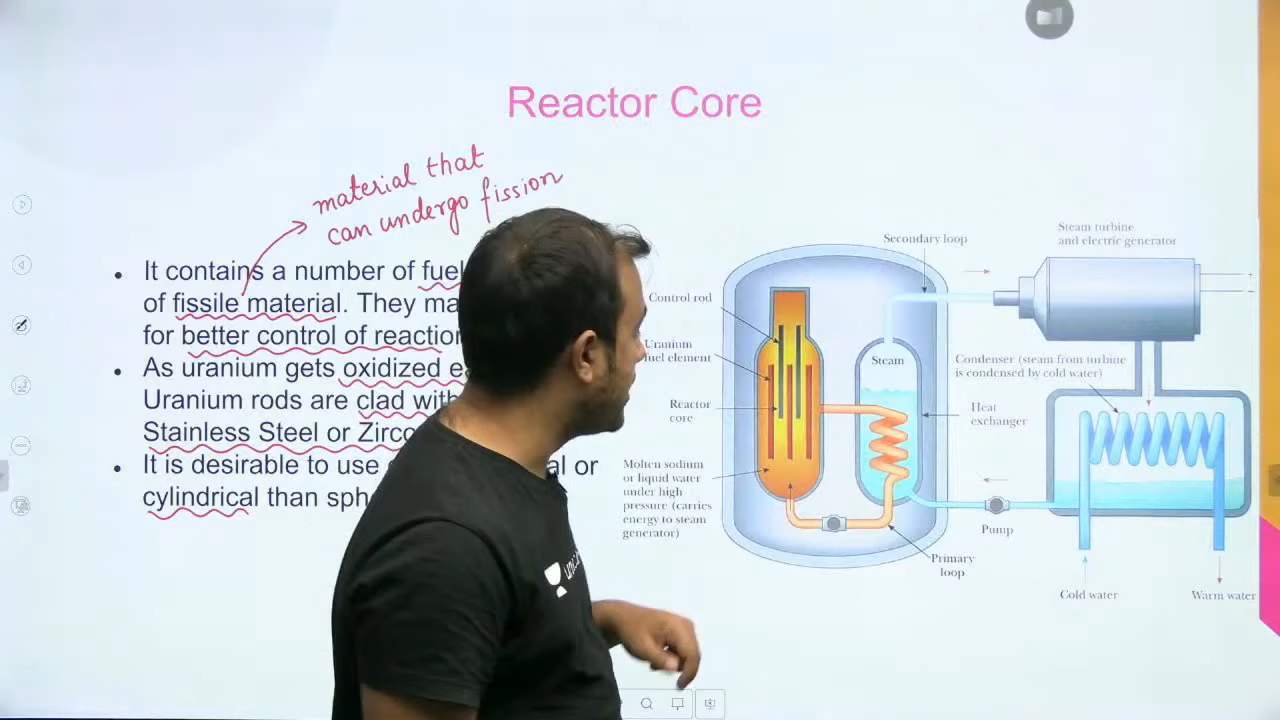 Reactor Core
material that
can undergo fission
It contains a number of fuel
of fissile material. They
for better control of reaction
As uranium gets oxidized
Uranium rods are clad with
Stainless Steel or
It is desirable to use or
cylindrical than
Secondary loop
Steam turbine
and electric generator
Control rod
Uranium
fuel element
Steam
Condenser (steam from turbine
is condensed by cold water)
Reactor
core
Heat
exchanger
Molten sodium
or liquid water
under high
pressure (carries
energy to steam
generator)
Pump
Primary
loop
Cold water
Warm water